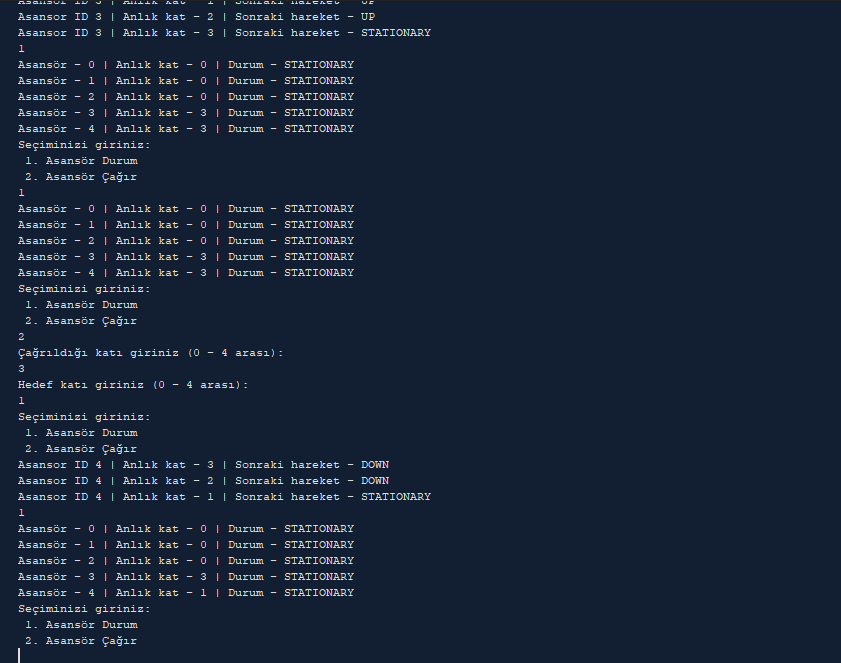 Asansor ID 3 | Anlık kat - 1 | Sonraki hareket - UP
Asansor ID 3 | Anlık kat - 2 | Sonraki hareket - UP
Asansor ID 3 | Anlık kat - 3 | Sonraki hareket - STATIONARY
1
Asansör - 0 | Anlık kat - 0 | Durum - STATIONARY
Asansör - 1 | Anlık kat - 0 | Durum - STATIONARY
Asansör - 2 | Anlık kat - 0 | Durum - STATIONARY
Asansör - 3 | Anlık kat - 3 | Durum - STATIONARY
Asansör - 4 | Anlık kat - 3 | Durum - STATIONARY
Seçiminizi giriniz:
1. Asansör Durum
2. Asansör Çağır
1
Asansör - 0 | Anlık kat - 0 | Durum - STATIONARY
Asansör - 1 | Anlık kat - 0 | Durum - STATIONARY
Asansör - 2 | Anlık kat - 0 | Durum - STATIONARY
Asansör - 3 | Anlık kat - 3 | Durum - STATIONARY
Asansör - 4 | Anlık kat - 3 | Durum - STATIONARY
Seçiminizi giriniz:
1. Asansör Durum
2. Asansör Çağır
2
Çağrıldığı katı giriniz (0 - 4 arası):
3
Hedef katı giriniz (0 - 4 arası):
1
Seçiminizi giriniz:
1. Asansör Durum
2. Asansör Çağır
Asansor ID 4 | Anlık kat - 3 | Sonraki hareket - DOWN
Asansor ID 4 | Anlık kat - 2 | Sonraki hareket - DOWN
Asansor ID 4 | Anlık kat - 1 | Sonraki hareket - STATIONARY
1
Asansör - 0 | Anlık kat - 0 | Durum - STATIONARY
Asansör - 1 | Anlık kat - 0 | Durum - STATIONARY
Asansör - 2 | Anlık kat - 0 | Durum - STATIONARY
Asansör - 3 | Anlık kat - 3 | Durum - STATIONARY
Asansör - 4 | Anlık kat - 1 | Durum - STATIONARY
Seçiminizi giriniz:
1. Asansör Durum
2. Asansör Çağır